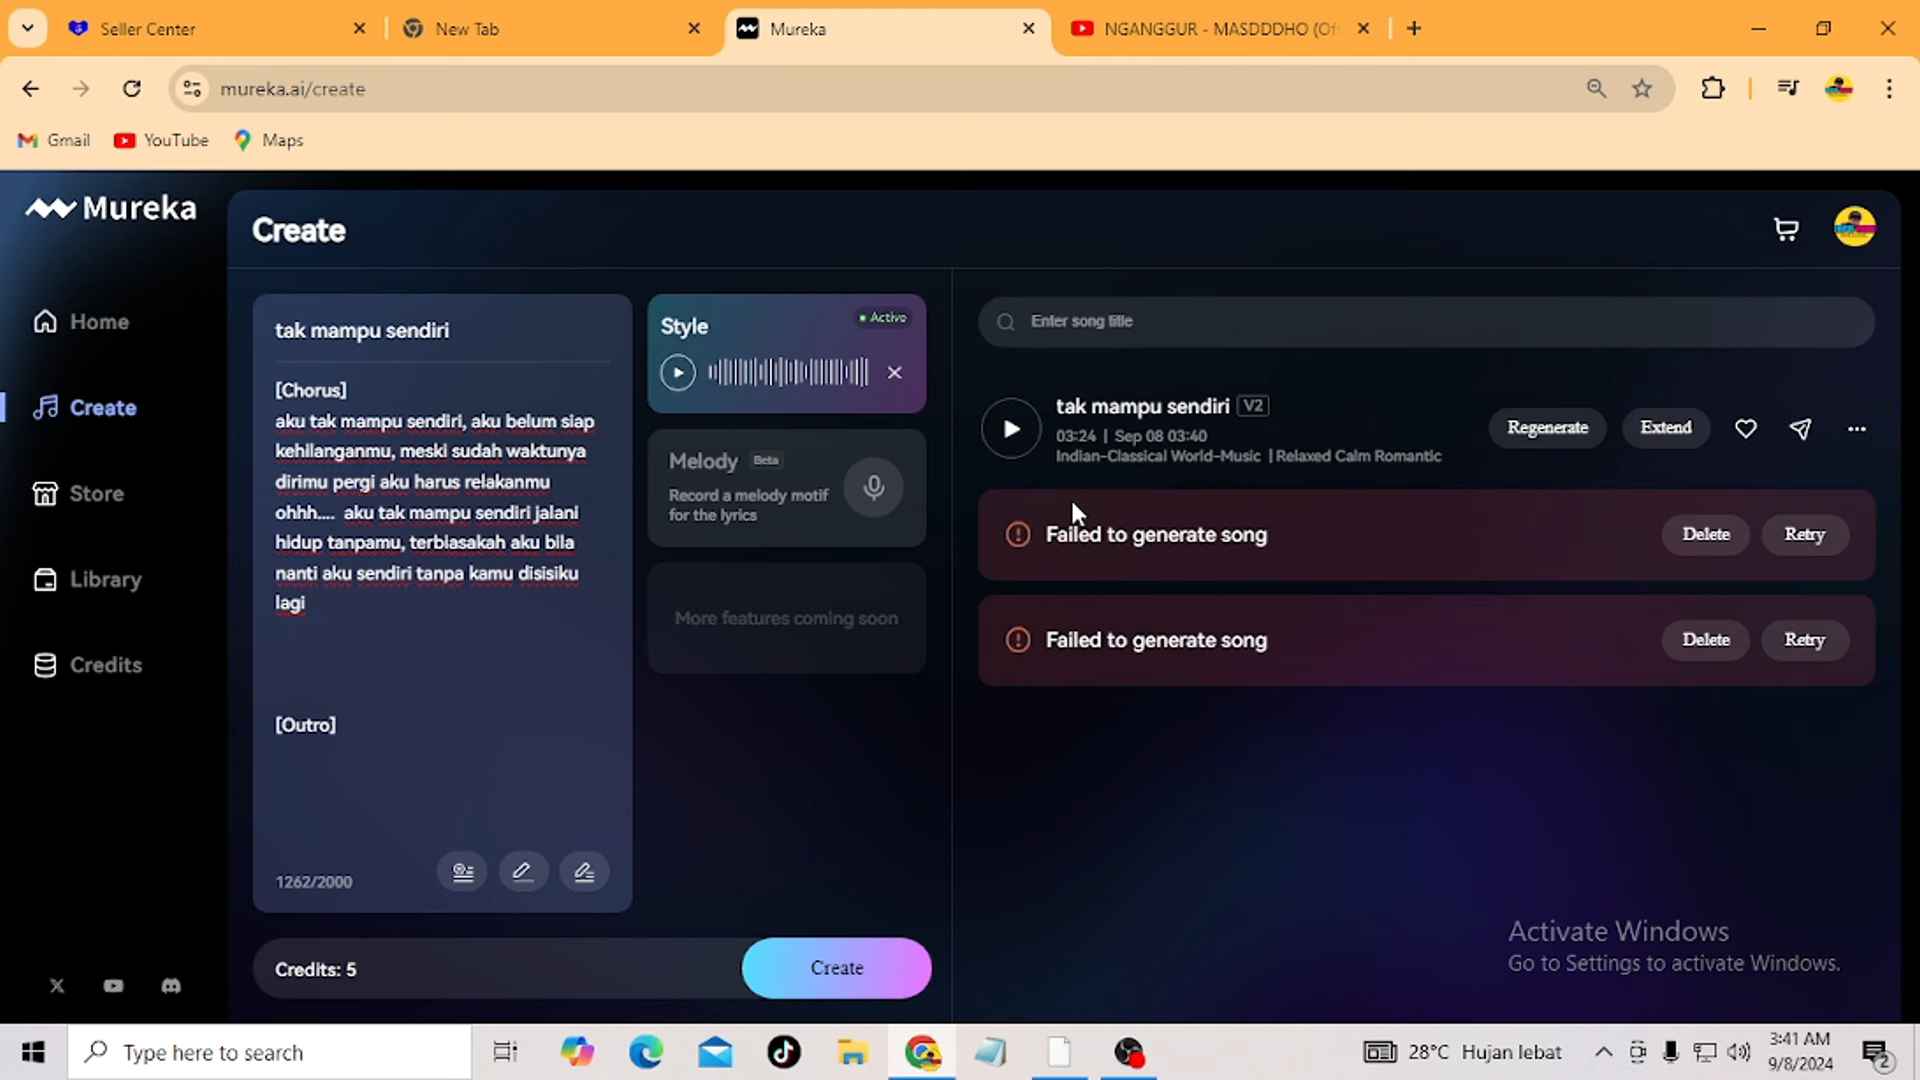 Seller Center
New Tab
Mureka
NGANGGUR - MASDDDHO (Of
mureka.ai/create
Gmail
YouTube
Maps
Mureka
Create
Home
Create
Store
Library
Credits
tak mampu sendiri
[Chorus]
aku tak mampu sendiri, aku belum siap
kehilanganmu, meski sudah waktunya
dirimu pergi aku harus relakanmu
ohhh.... aku tak mampu sendiri jalani
hidup tanpamu, terbiasakah aku bila
nanti aku sendiri tanpa kamu disisiku
lagi
[Outro]
1262/2000
Credits: 5
Create
Style
Active
Melody Beta
Record a melody motif
for the lyrics
More features coming soon
Enter song title
tak mampu sendiri V2
03:24 | Sep 08 03:40
Indian-Classical World-Music | Relaxed Calm Romantic
Regenerate
Extend
Failed to generate song
Delete
Retry
Failed to generate song
Delete
Retry
Activate Windows
Go to Settings to activate Windows.
Type here to search
28°C Hujan lebat
3:41 AM
9/8/2024
2